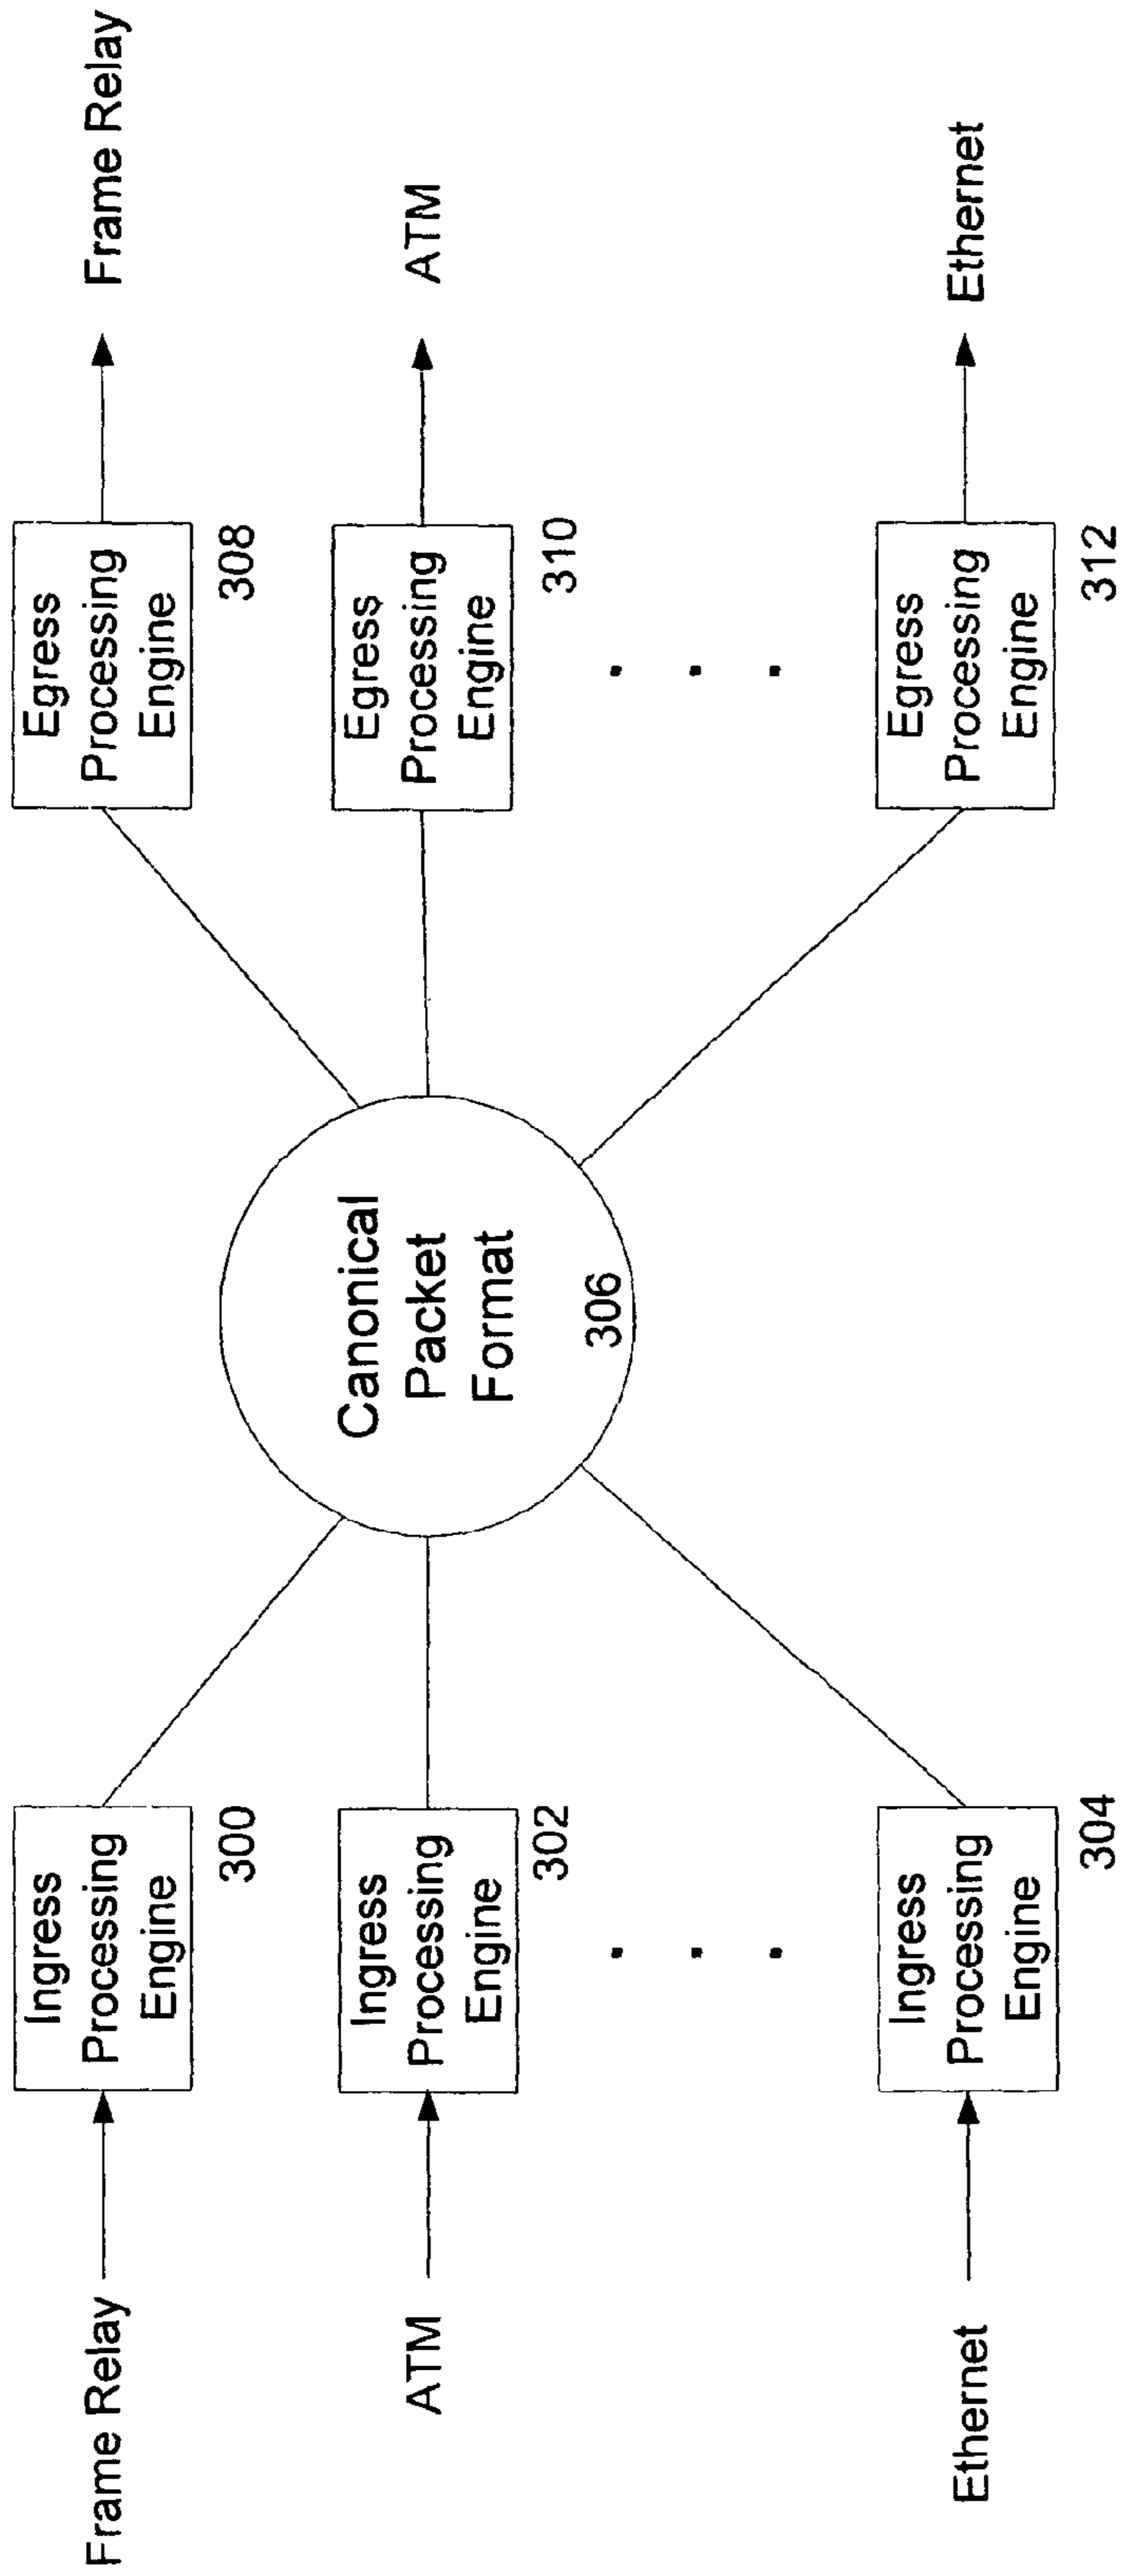 Frame Relay
Ingress
Processing
Engine
300
Egress
Processing
Engine
308
Frame Relay
ATM
Ingress
Processing
Engine
302
Canonical
Packet
Format
306
Egress
Processing
Engine
310
ATM
Ethernet
Ingress
Processing
Engine
304
Egress
Processing
Engine
312
Ethernet